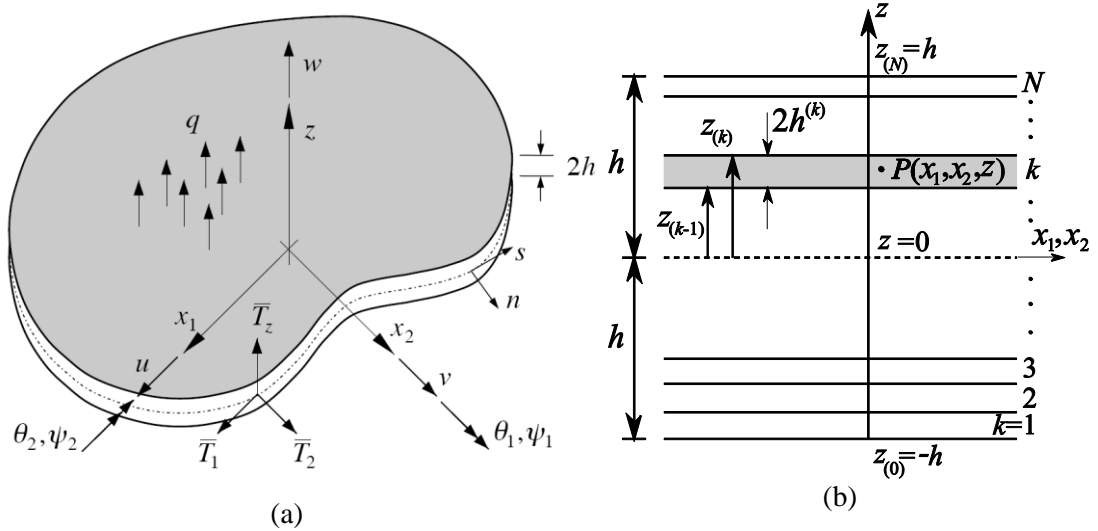 w
z
q
2h
s
n
x₁
T̅_z
x₂
u
v
θ₂,ψ₂
T̅₁
T̅₂
θ₁,ψ₁
(a)
z
z₍N₎=h
N
z₍k₎
2h⁽ᵏ⁾
h
P(x₁,x₂,z)
k
z₍k-1₎
z=0
x₁,x₂
h
3
2
k=1
z₍₀₎=-h
(b)